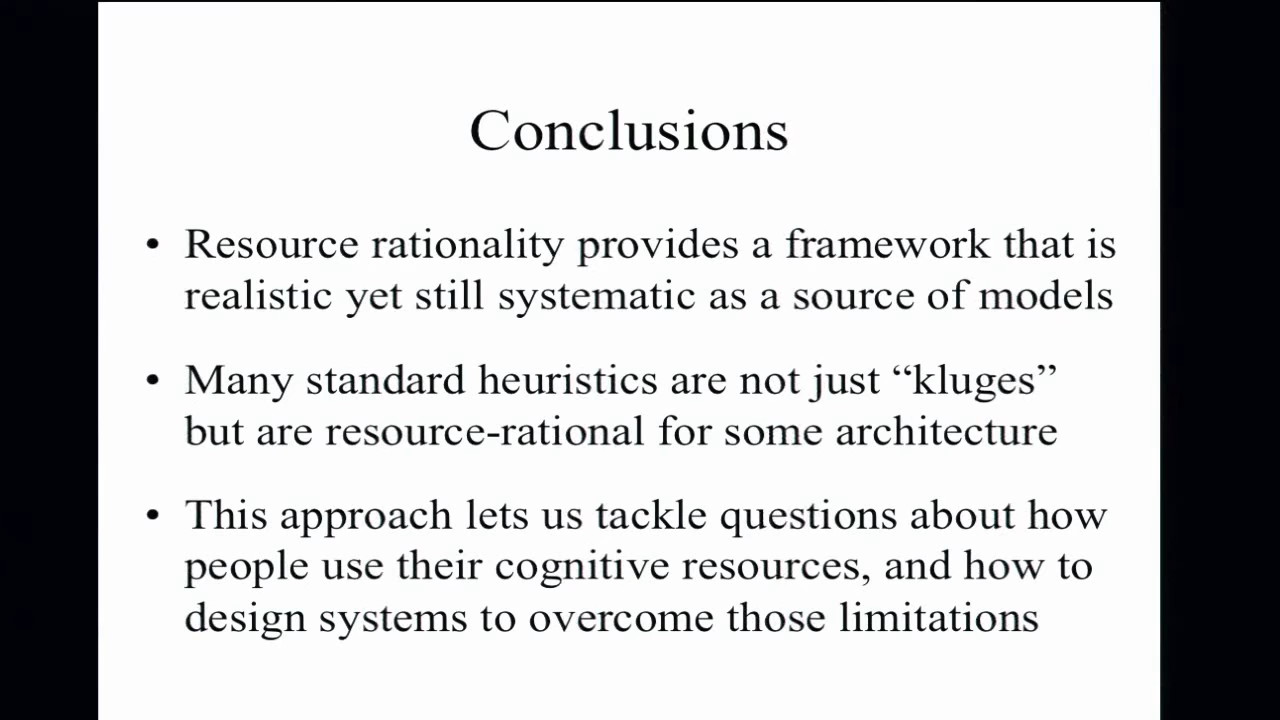 Conclusions
• Resource rationality provides a framework that is
realistic yet still systematic as a source of models
• Many standard heuristics are not just “kluges”
but are resource-rational for some architecture
• This approach lets us tackle questions about how
people use their cognitive resources, and how to
design systems to overcome those limitations